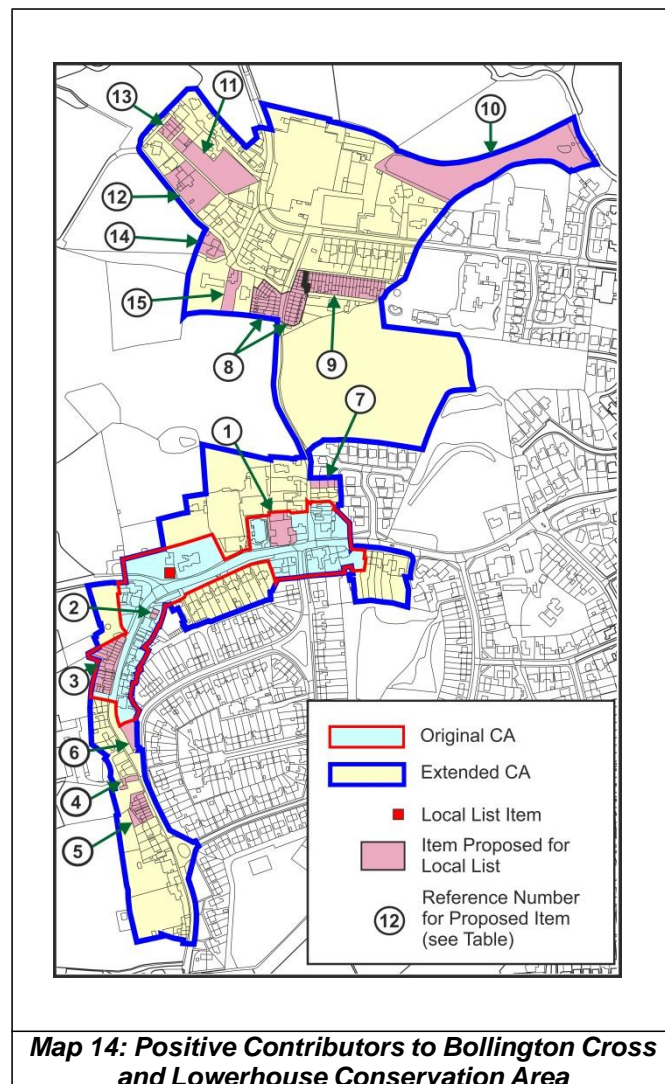 13
11
10
12
14
15
8
9
7
1
2
3
6
4
5
Original CA
Extended CA
Local List Item
Item Proposed for
Local List
12
Reference Number
for Proposed Item
(see Table)
Map 14: Positive Contributors to Bollington Cross
and Lowerhouse Conservation Area